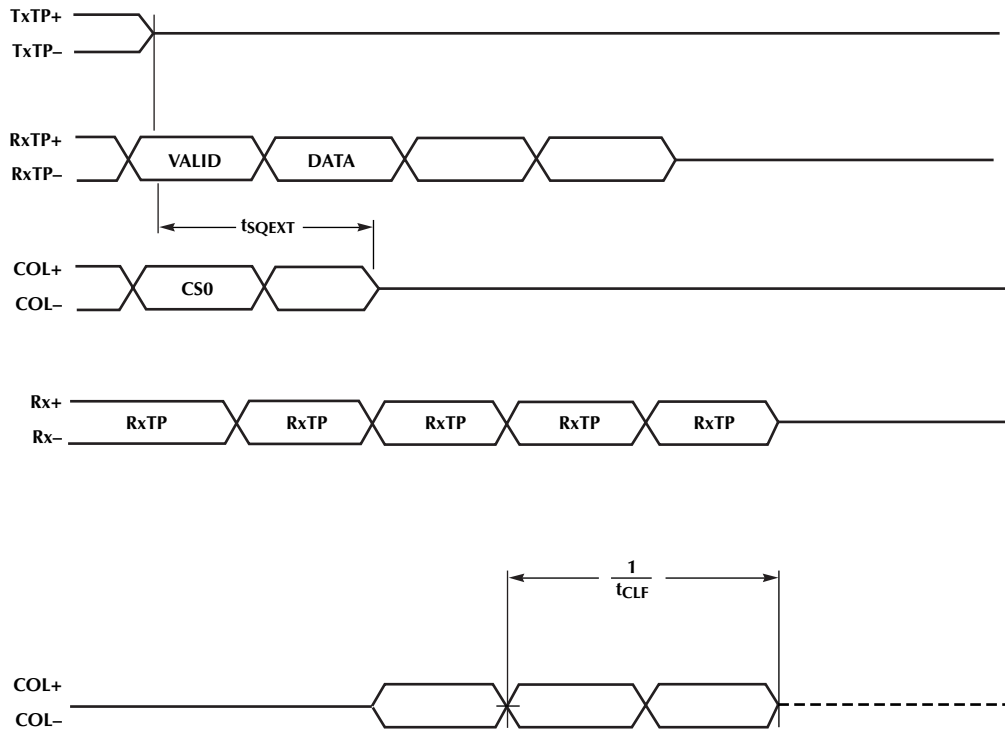 TxTP+
TxTP–
RxTP+
RxTP–
VALID
DATA
tSQEXT
COL+
COL–
CS0
Rx+
Rx–
RxTP
RxTP
RxTP
RxTP
RxTP
1
tCLF
COL+
COL–